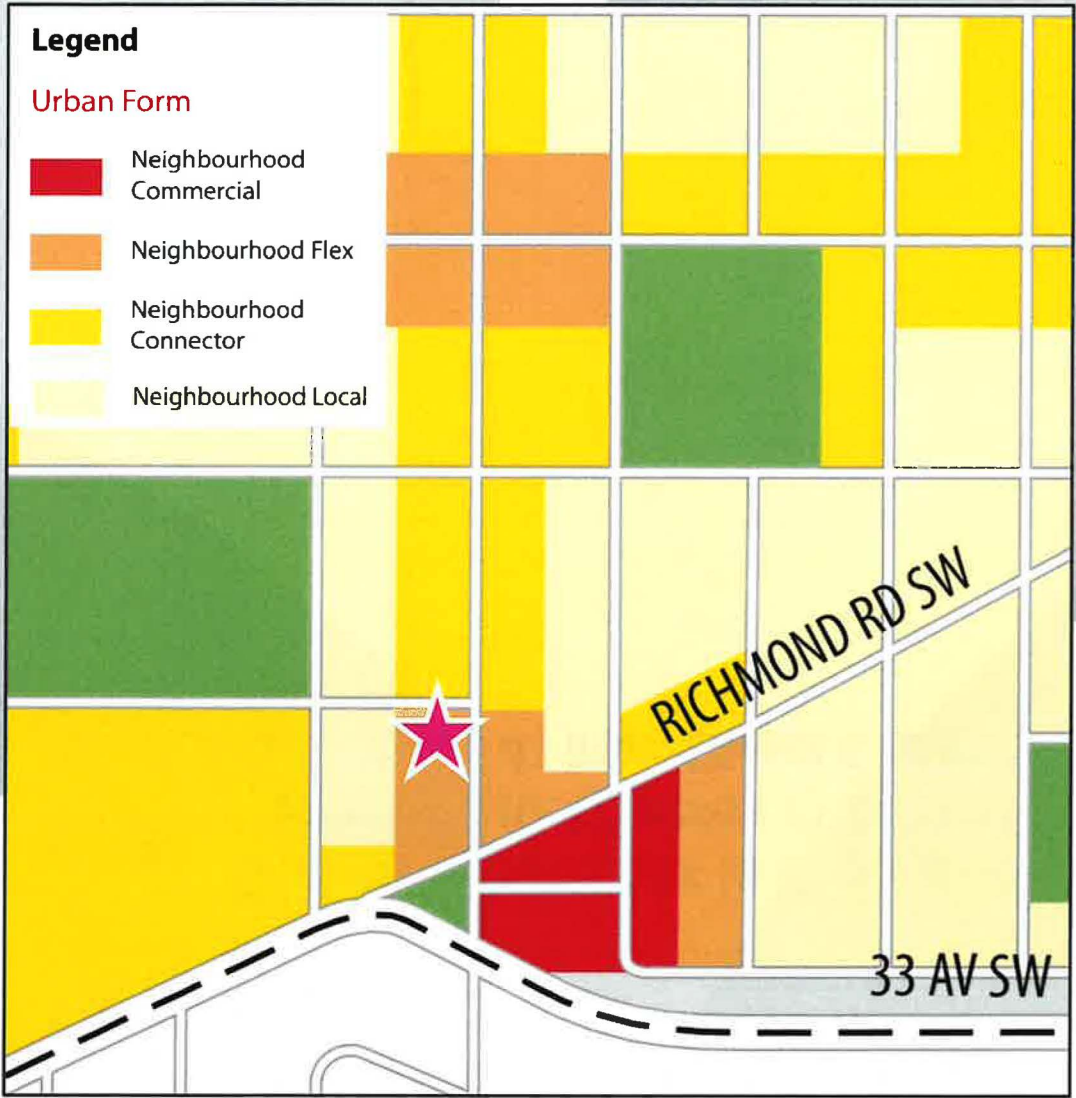 Legend
Urban Form
Neighbourhood
Commercial
Neighbourhood Flex
Neighbourhood
Connector
Neighbourhood Local
RICHMOND RD SW
33 AV SW